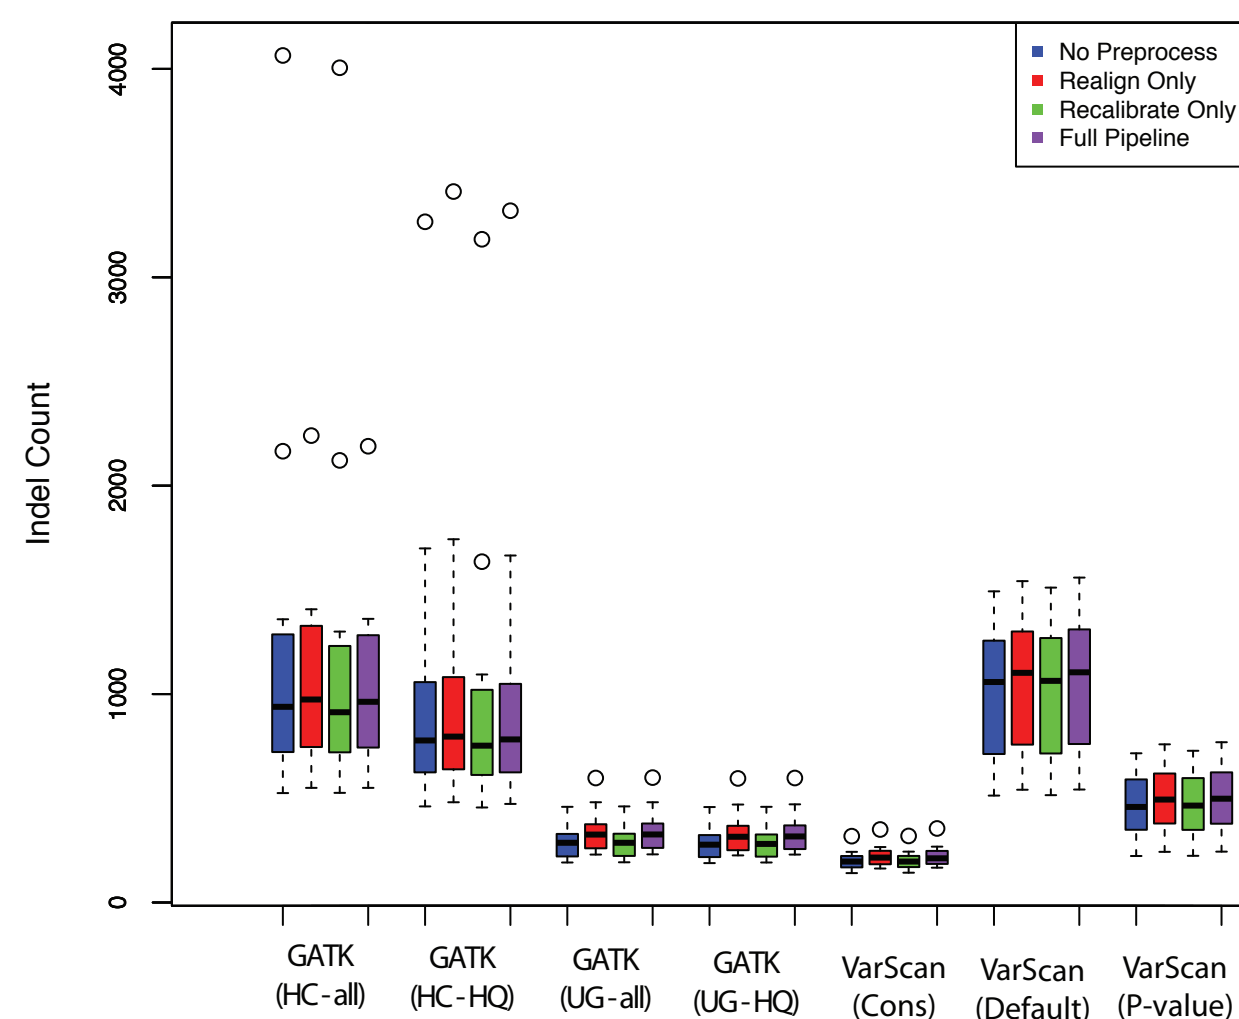 No Preprocess
Realign Only
Recalibrate Only
Full Pipeline
Indel Count
4000
3000
2000
1000
0
GATK
(HC-all)
GATK
(HC-HQ)
GATK
(UG-all)
GATK
(UG-HQ)
VarScan
(Cons)
VarScan
(Default)
VarScan
(P-value)